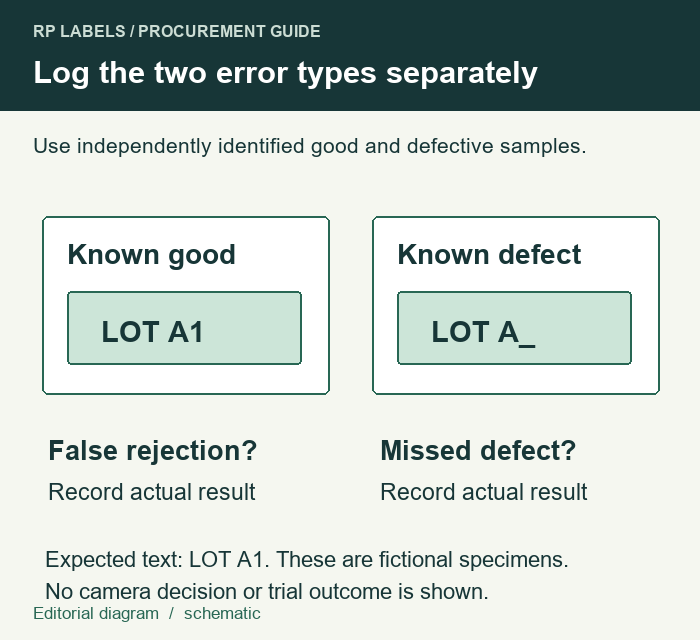 RP LABELS / PROCUREMENT GUIDE
Log the two error types separately
Use independently identified good and defective samples.
Known good
LOT A1
Known defect
LOT A_
False rejection?
Record actual result
Missed defect?
Record actual result
Expected text: LOT A1. These are fictional specimens.
No camera decision or trial outcome is shown.
Editorial diagram / schematic